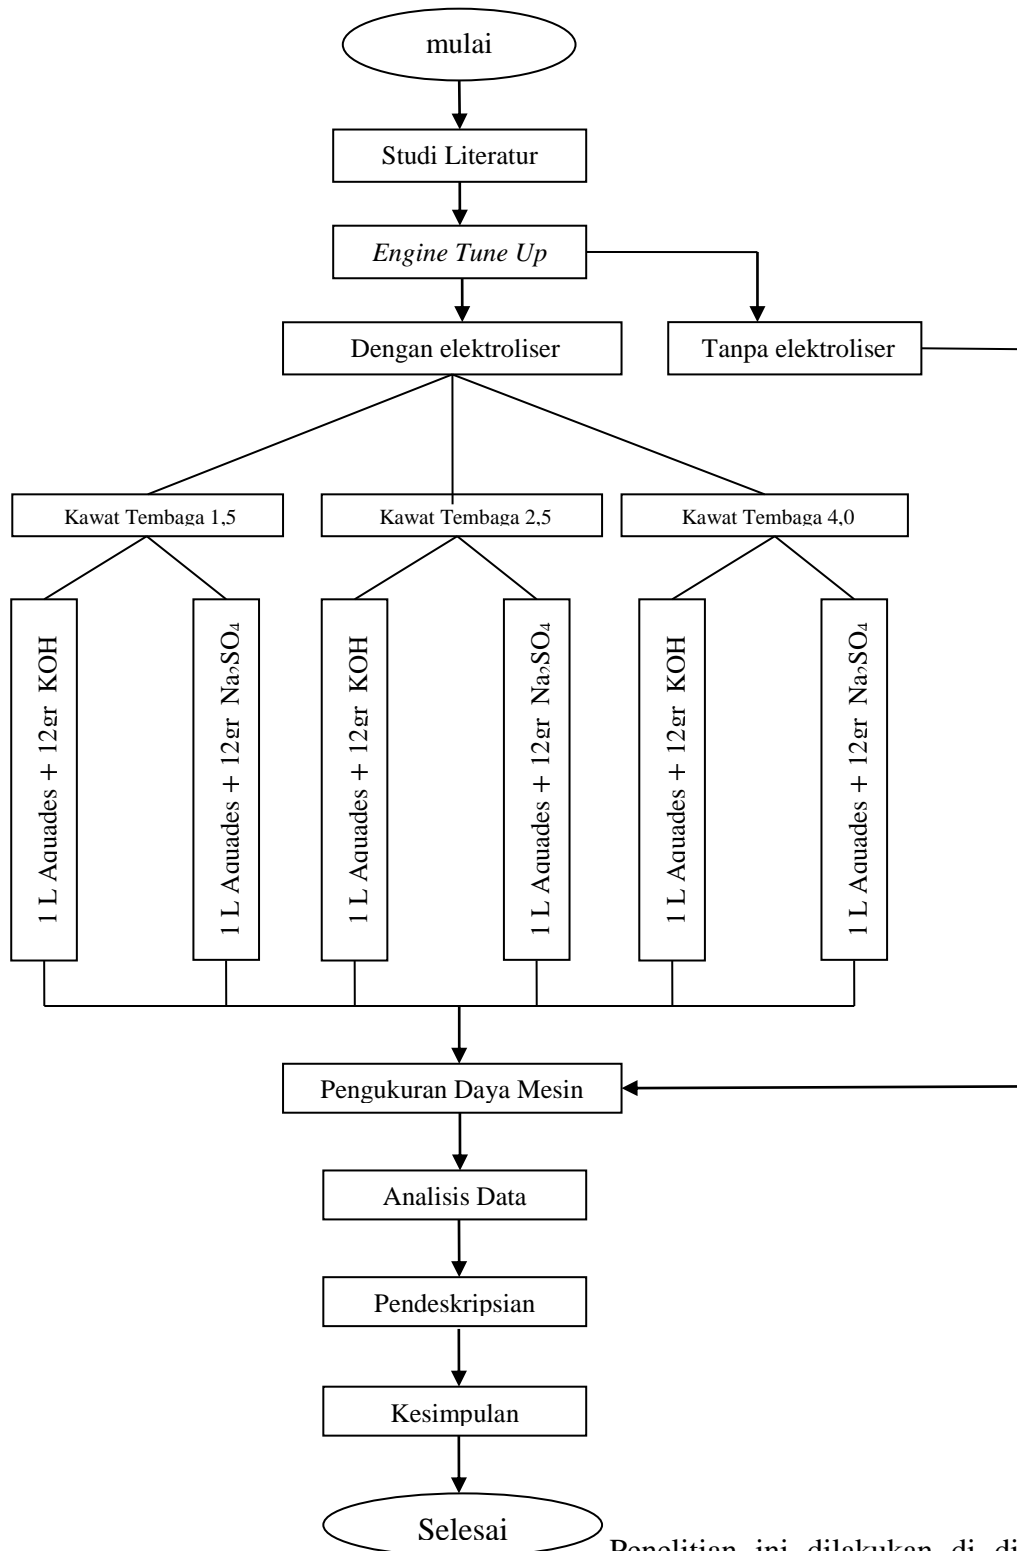 mulai
Studi Literatur
Engine Tune Up
Dengan elektroliser
Tanpa elektroliser
Kawat Tembaga 1,5
Kawat Tembaga 2,5
Kawat Tembaga 4,0
1 L Aquades + 12gr KOH
1 L Aquades + 12gr Na₂SO₄
1 L Aquades + 12gr KOH
1 L Aquades + 12gr Na₂SO₄
1 L Aquades + 12gr KOH
1 L Aquades + 12gr Na₂SO₄
Pengukuran Daya Mesin
Analisis Data
Pendeskripsian
Kesimpulan
Selesai
Penelitian ini dilakukan di di